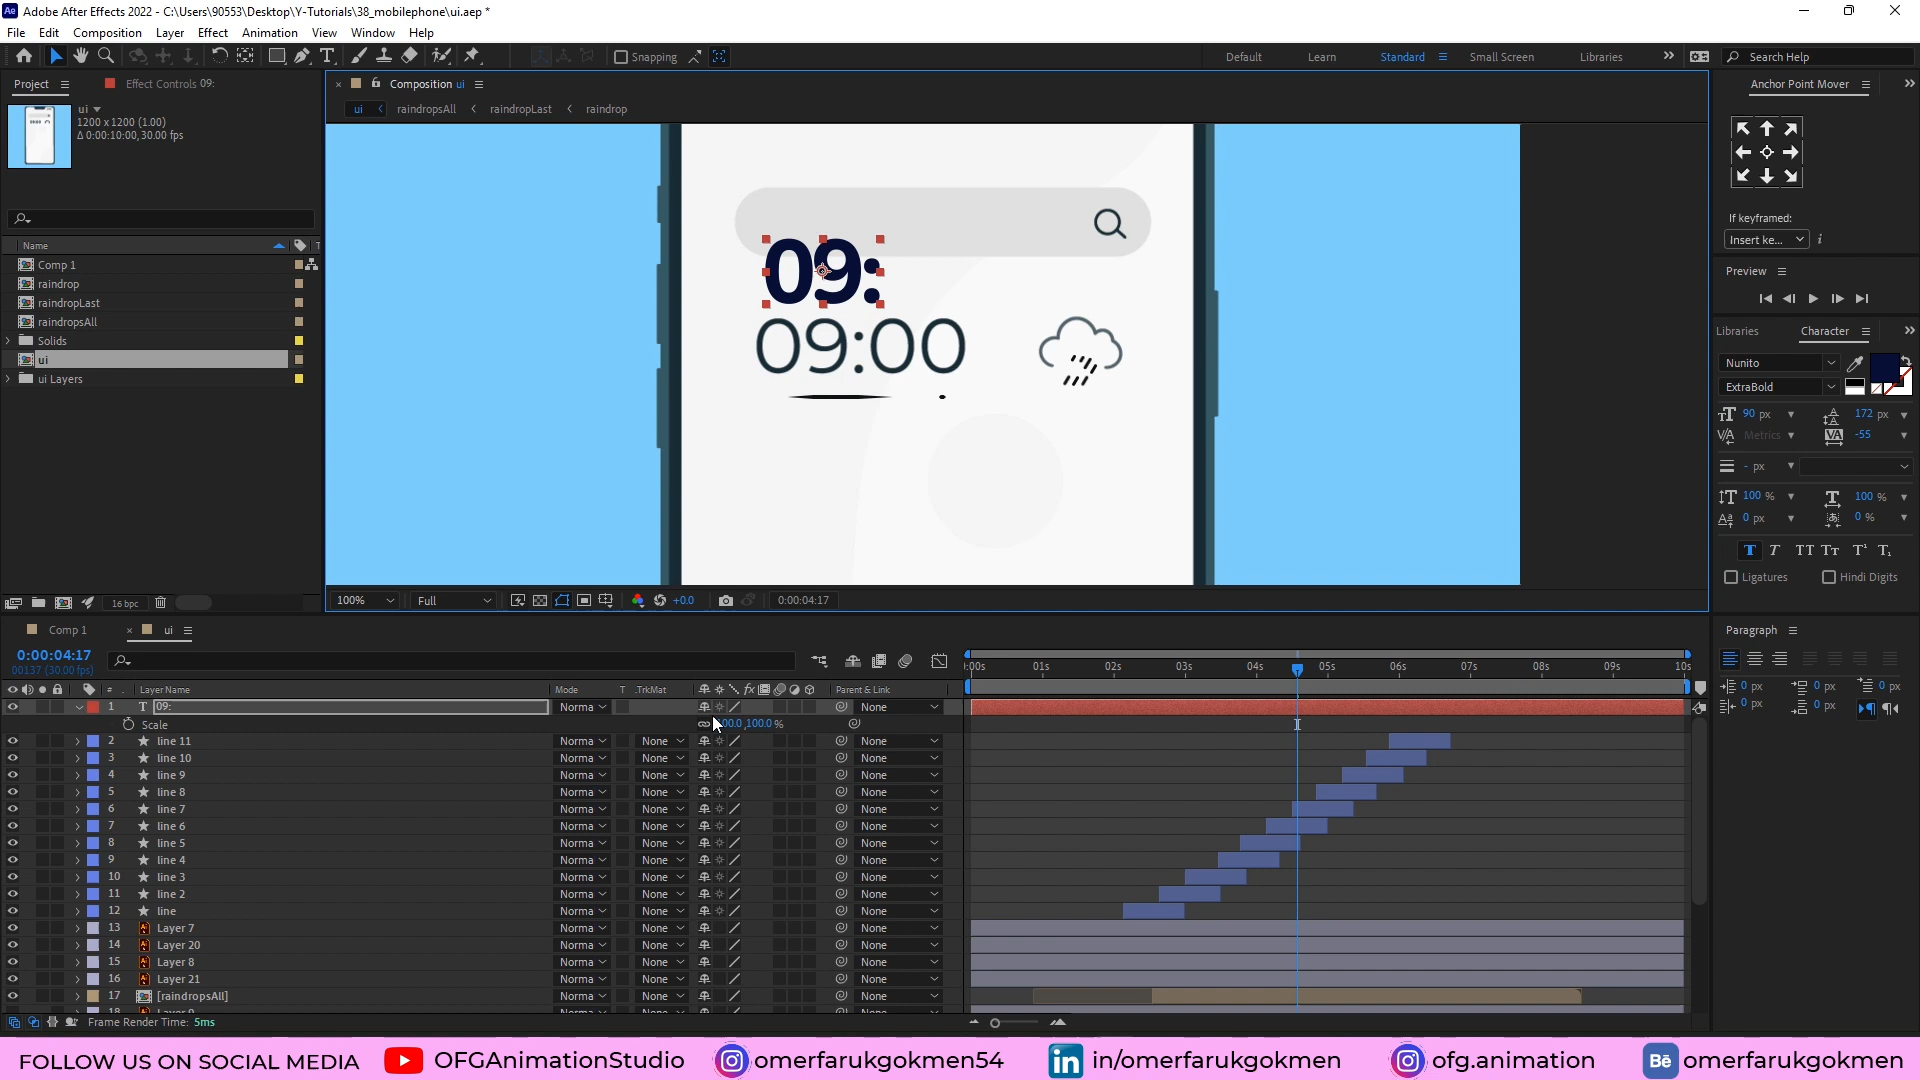 Adobe After Effects 2022 - C:\Users\90553\Desktop\Y-Tutorials\38_mobilephone\ui.aep *
File Edit Composition Layer Effect Animation View Window Help
Snapping Default Learn Standard Small Screen Libraries Search Help
Project Effect Controls 09: Composition ui Anchor Point Mover
ui raindropsAll raindropLast raindrop
ui
1200 x 1200 (1.00)
Δ 0:00:10:00, 30.00 fps
Name
Comp 1
raindrop
raindropLast
raindropsAll
Solids
ui
ui Layers
16 bpc
09:
09:00
100% Full +0.0 0:00:04:17
If keyframed:
Insert ke...
Preview
Libraries Character
Nunito
ExtraBold
90 px 172 px
Metrics -55
- px
100 % 100 %
0 px 0 %
Ligatures Hindi Digits
Paragraph
0 px 0 px 0 px
0 px 0 px
Comp 1 ui
0:00:04:17
00137 (30.00 fps)
:00s 01s 02s 03s 04s 05s 06s 07s 08s 09s 10s
# Layer Name Mode T .TrkMat Parent & Link
1 09: Norma None
Scale 100.0 %
2 line 11 Norma None None
3 line 10 Norma None None
4 line 9 Norma None None
5 line 8 Norma None None
6 line 7 Norma None None
7 line 6 Norma None None
8 line 5 Norma None None
9 line 4 Norma None None
10 line 3 Norma None None
11 line 2 Norma None None
12 line Norma None None
13 Layer 7 Norma None None
14 Layer 20 Norma None None
15 Layer 8 Norma None None
16 Layer 21 Norma None None
17 [raindropsAll] Norma None None
Frame Render Time: 5ms
FOLLOW US ON SOCIAL MEDIA OFGAnimationStudio omerfarukgokmen54 in/omerfarukgokmen ofg.animation omerfarukgokmen